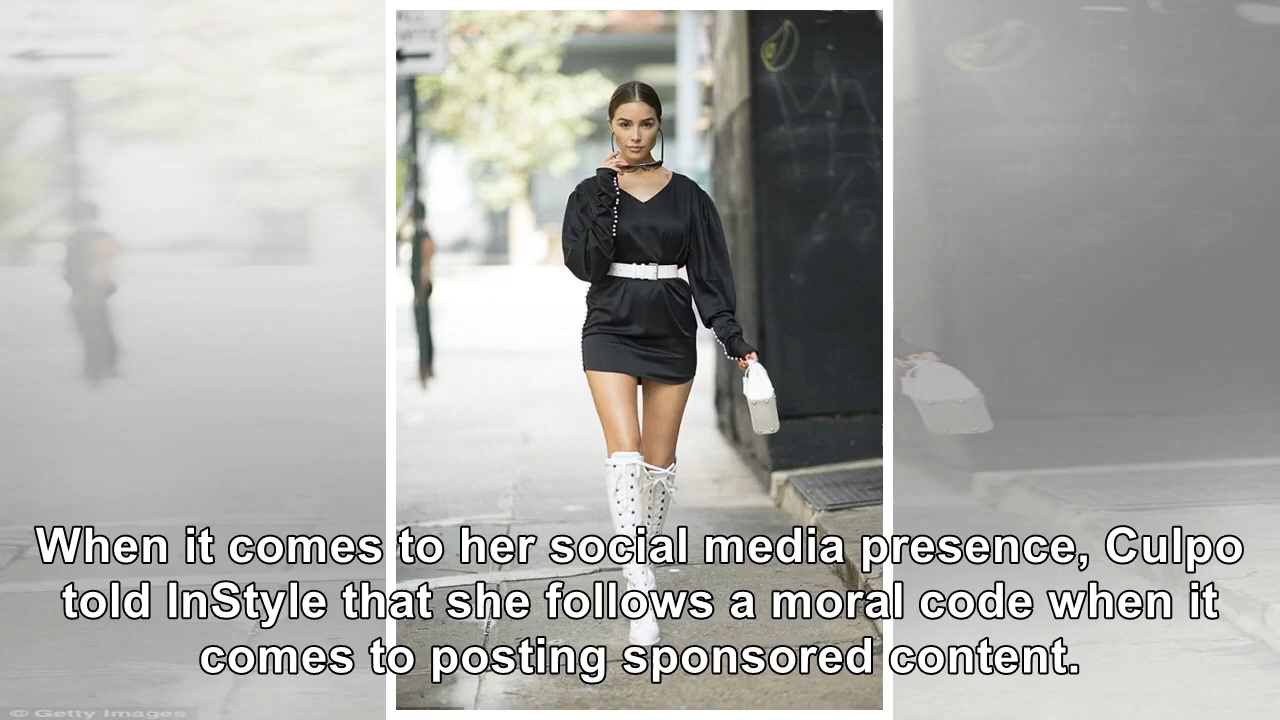 When it comes to her social media presence, Culpo
told InStyle that she follows a moral code when it
comes to posting sponsored content.
© Getty Images